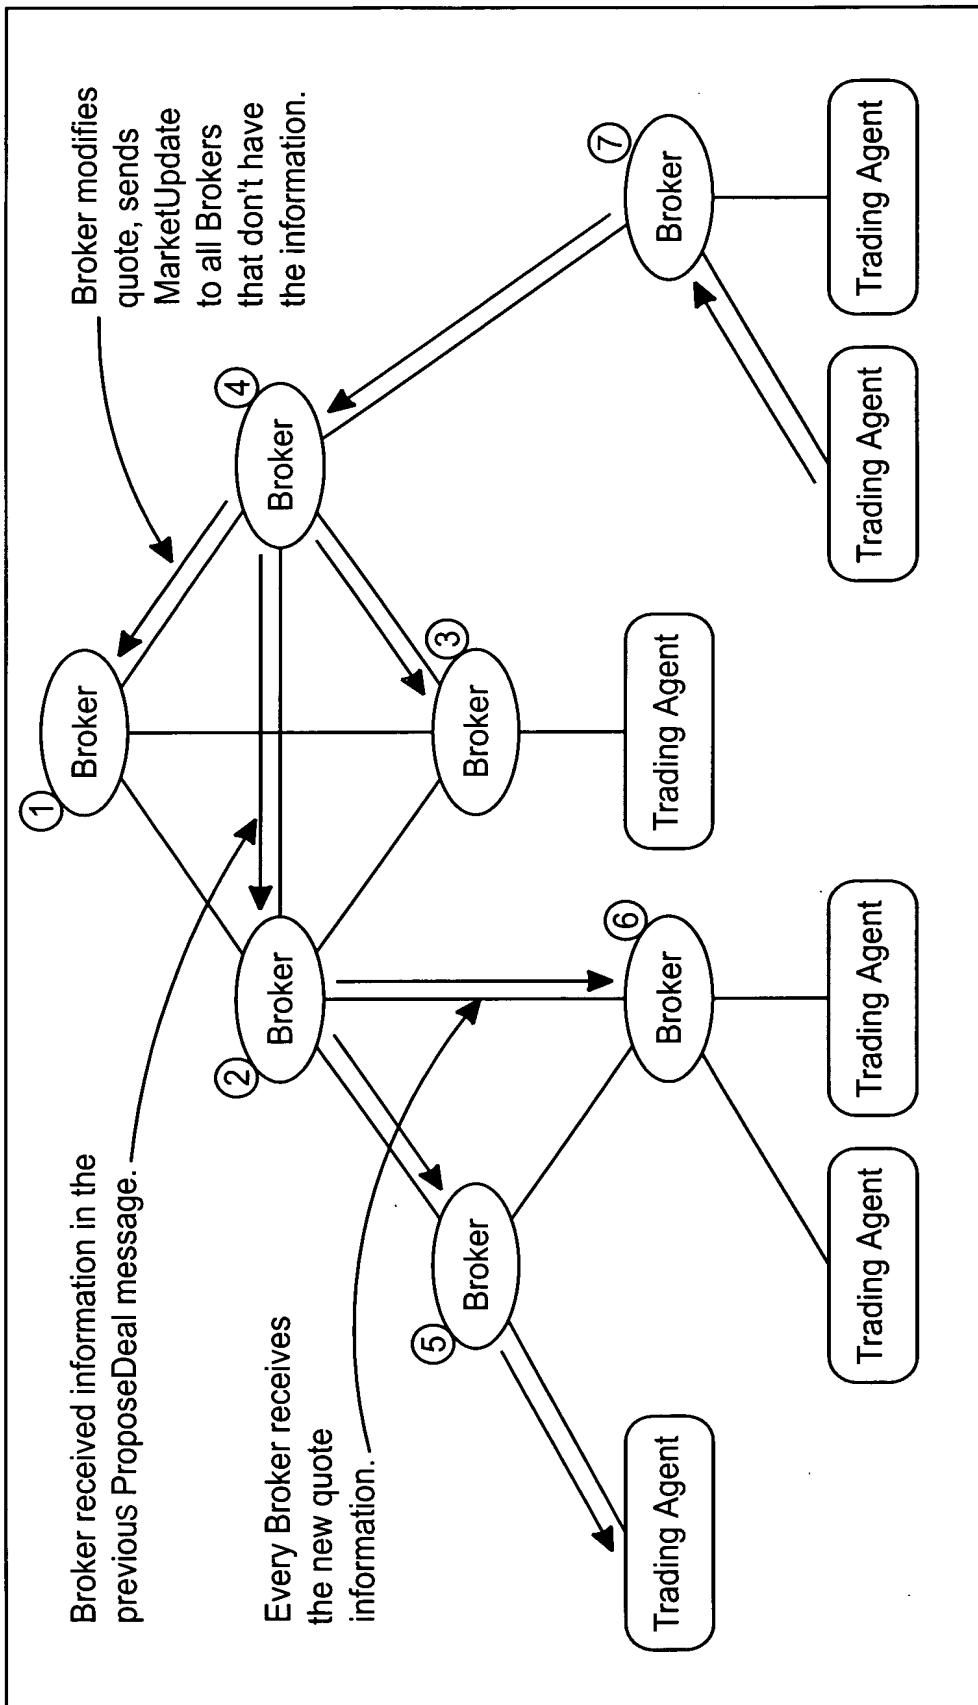 Broker received information in the
previous ProposeDeal message.
Broker modifies
quote, sends
MarketUpdate
to all Brokers
that don't have
the information.
1
Broker
2
Broker
4
Broker
Every Broker receives
the new quote
information.
5
Broker
3
Broker
6
Broker
7
Broker
Trading Agent
Trading Agent
Trading Agent
Trading Agent
Trading Agent
Trading Agent